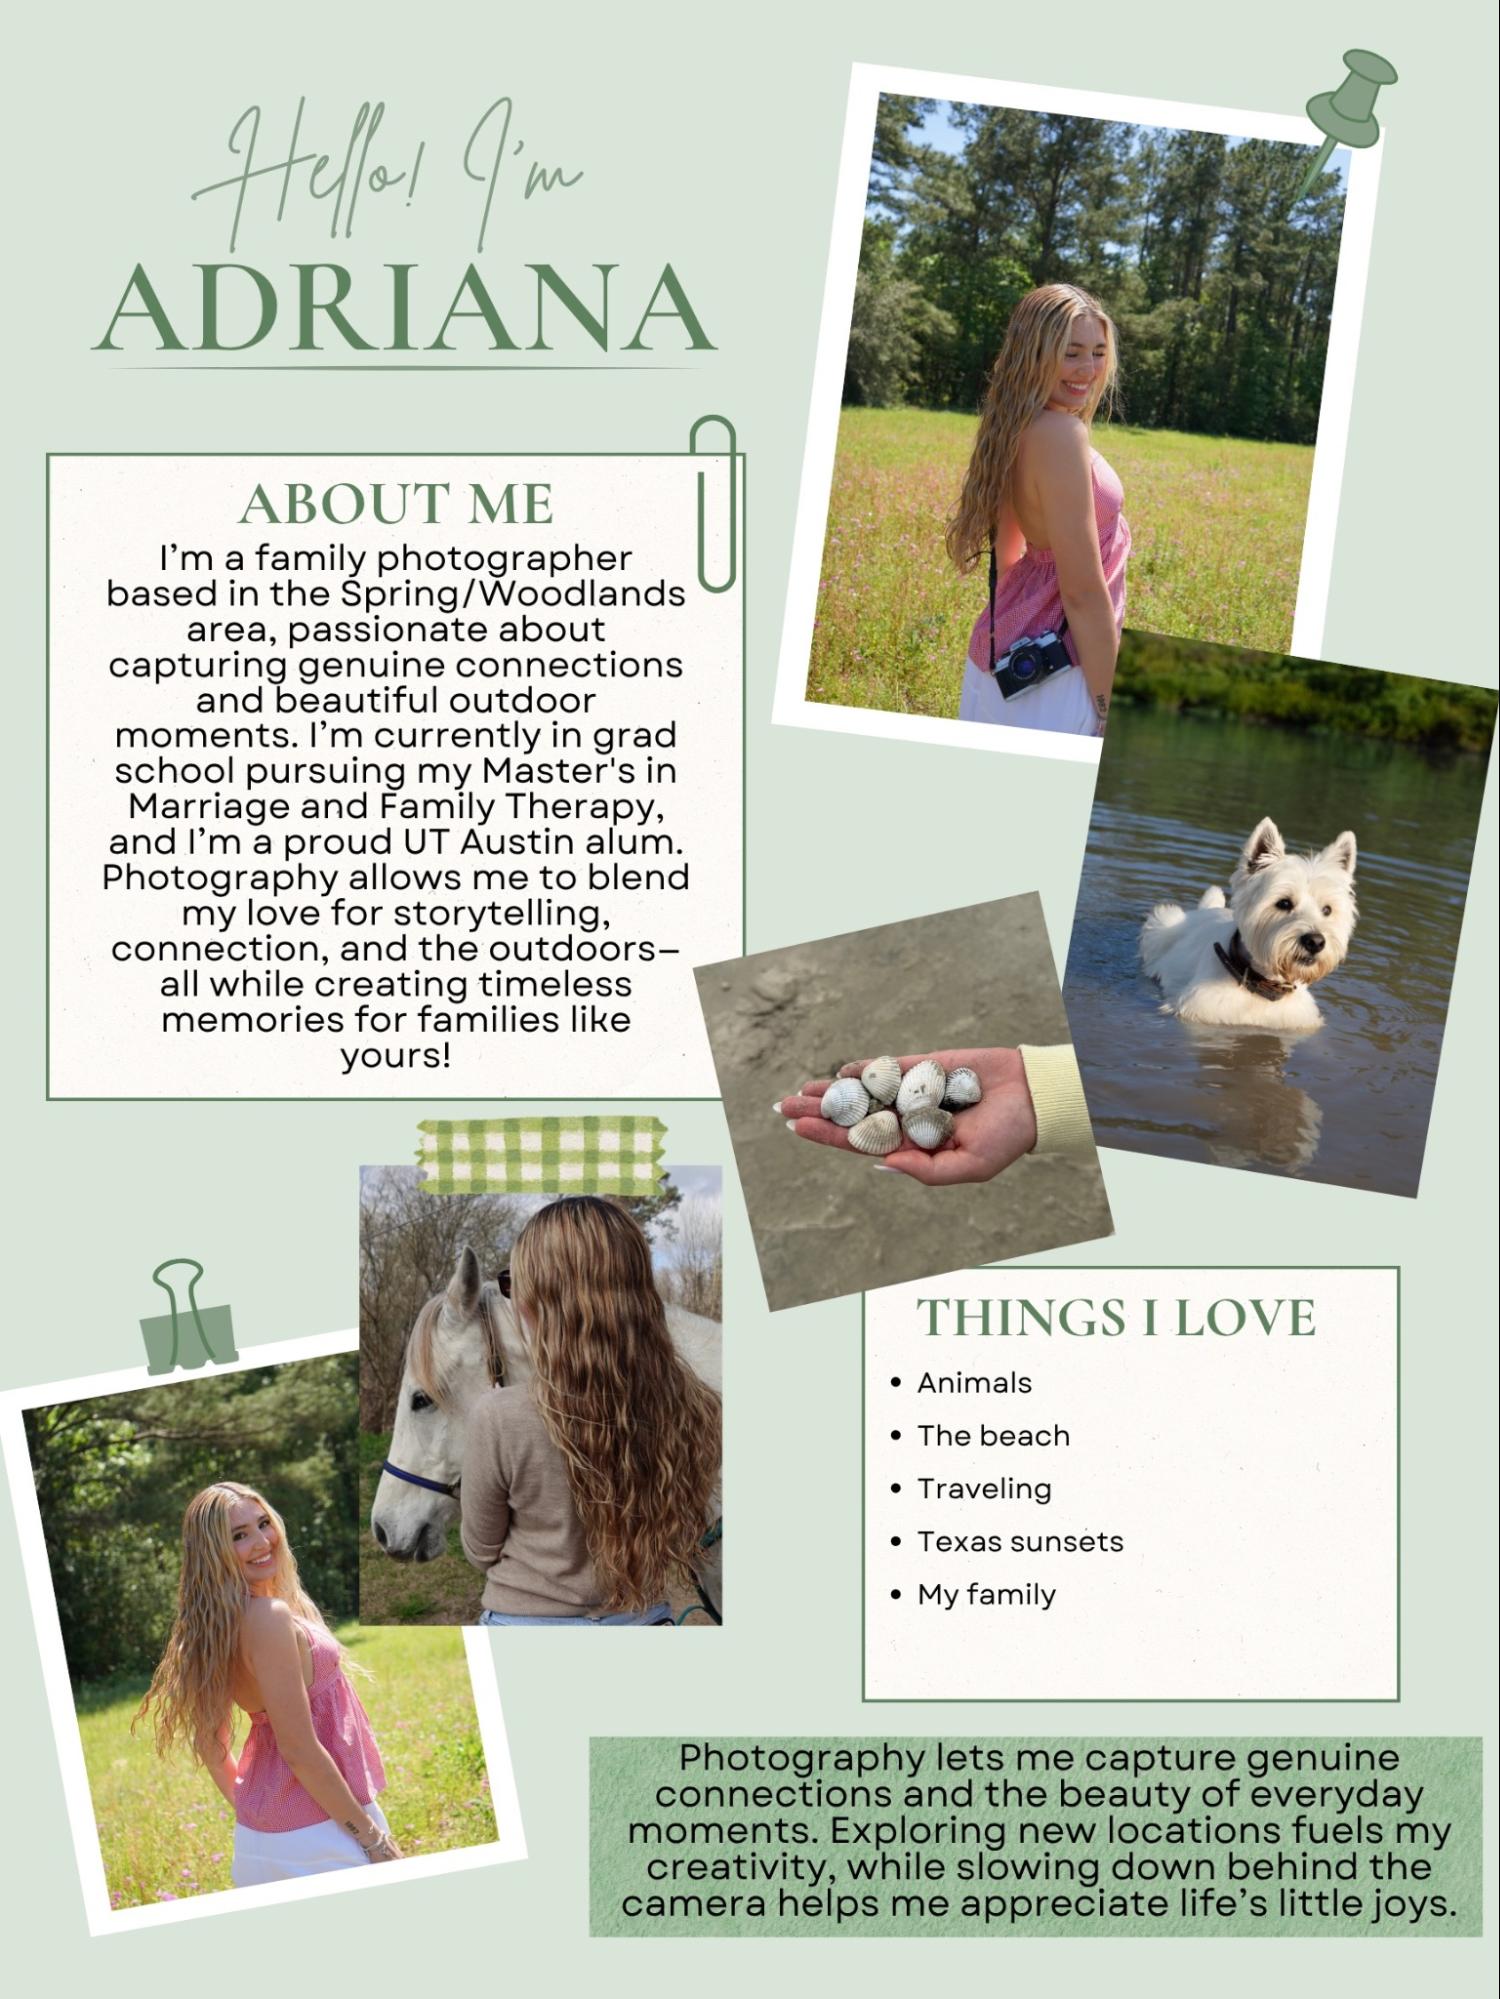 Hello! I'm
ADRIANA
ABOUT ME
I’m a family photographer
based in the Spring/Woodlands
area, passionate about
capturing genuine connections
and beautiful outdoor
moments. I’m currently in grad
school pursuing my Master's in
Marriage and Family Therapy,
and I’m a proud UT Austin alum.
Photography allows me to blend
my love for storytelling,
connection, and the outdoors—
all while creating timeless
memories for families like
yours!
THINGS I LOVE
• Animals
• The beach
• Traveling
• Texas sunsets
• My family
Photography lets me capture genuine
connections and the beauty of everyday
moments. Exploring new locations fuels my
creativity, while slowing down behind the
camera helps me appreciate life’s little joys.